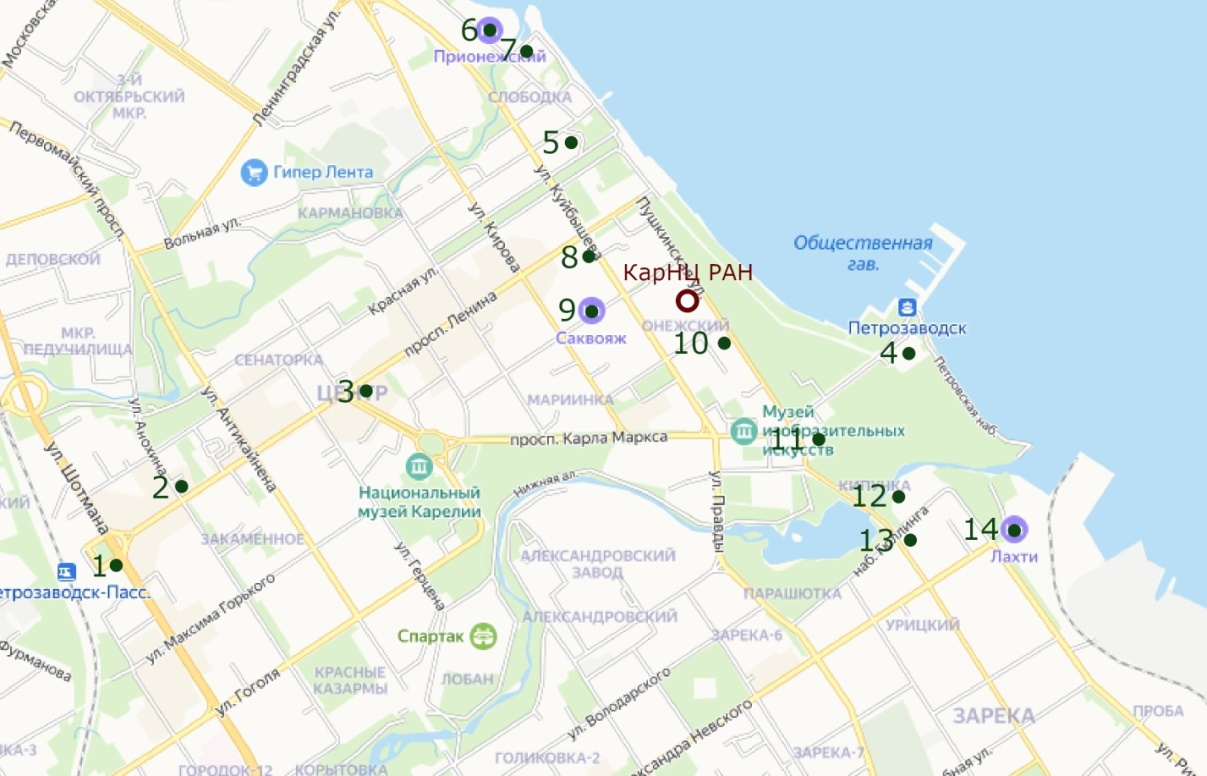 Московская
6
7
Прионежский
3-Й
ОКТЯБРЬСКИЙ
МКР.
Ленинградская ул.
СЛОБОДКА
Первомайский просп.
5
Гипер Лента
ул. Куйбышева
КАРМАНОВКА
Пушкинская ул.
ул. Кирова
Вольная ул.
ДЕПОВСКОЙ
Общественная
гав.
8
КарНЦ РАН
Красная ул.
9
просп. Ленина
Саквояж
ОНЕЖСКИЙ
Петрозаводск
МКР.
ПЕДУЧИЛИЩА
10
4
СЕНАТОРКА
3
ЦЕНТР
МАРИИНКА
Петровская наб.
ул. Анохина
ул. Антикайнена
просп. Карла Маркса
Музей
изобразительных
искусств
11
ул. Шотмана
2
Национальный
музей Карелии
Нижняя ал.
ул. Правды
КИПИНКА
12
13
наб. Гюллинга
14
Лахти
ЗАКАМЕННОЕ
1
етрозаводск-Пасс.
АЛЕКСАНДРОВСКИЙ
ЗАВОД
ул. Герцена
ул. Максима Горького
АЛЕКСАНДРОВСКИЙ
ПАРАШЮТКА
УРИЦКИЙ
Спартак
ЗАРЕКА-6
Фурманова
КРАСНЫЕ
КАЗАРМЫ
ЛОБАН
ул. Гоголя
ул. Володарского
ксандра Невского
ЗАРЕКА
ПРОБА
ЗАРЕКА-7
ГОЛИКОВКА-2
ГОРОДОК-12
КОРЫТОВКА